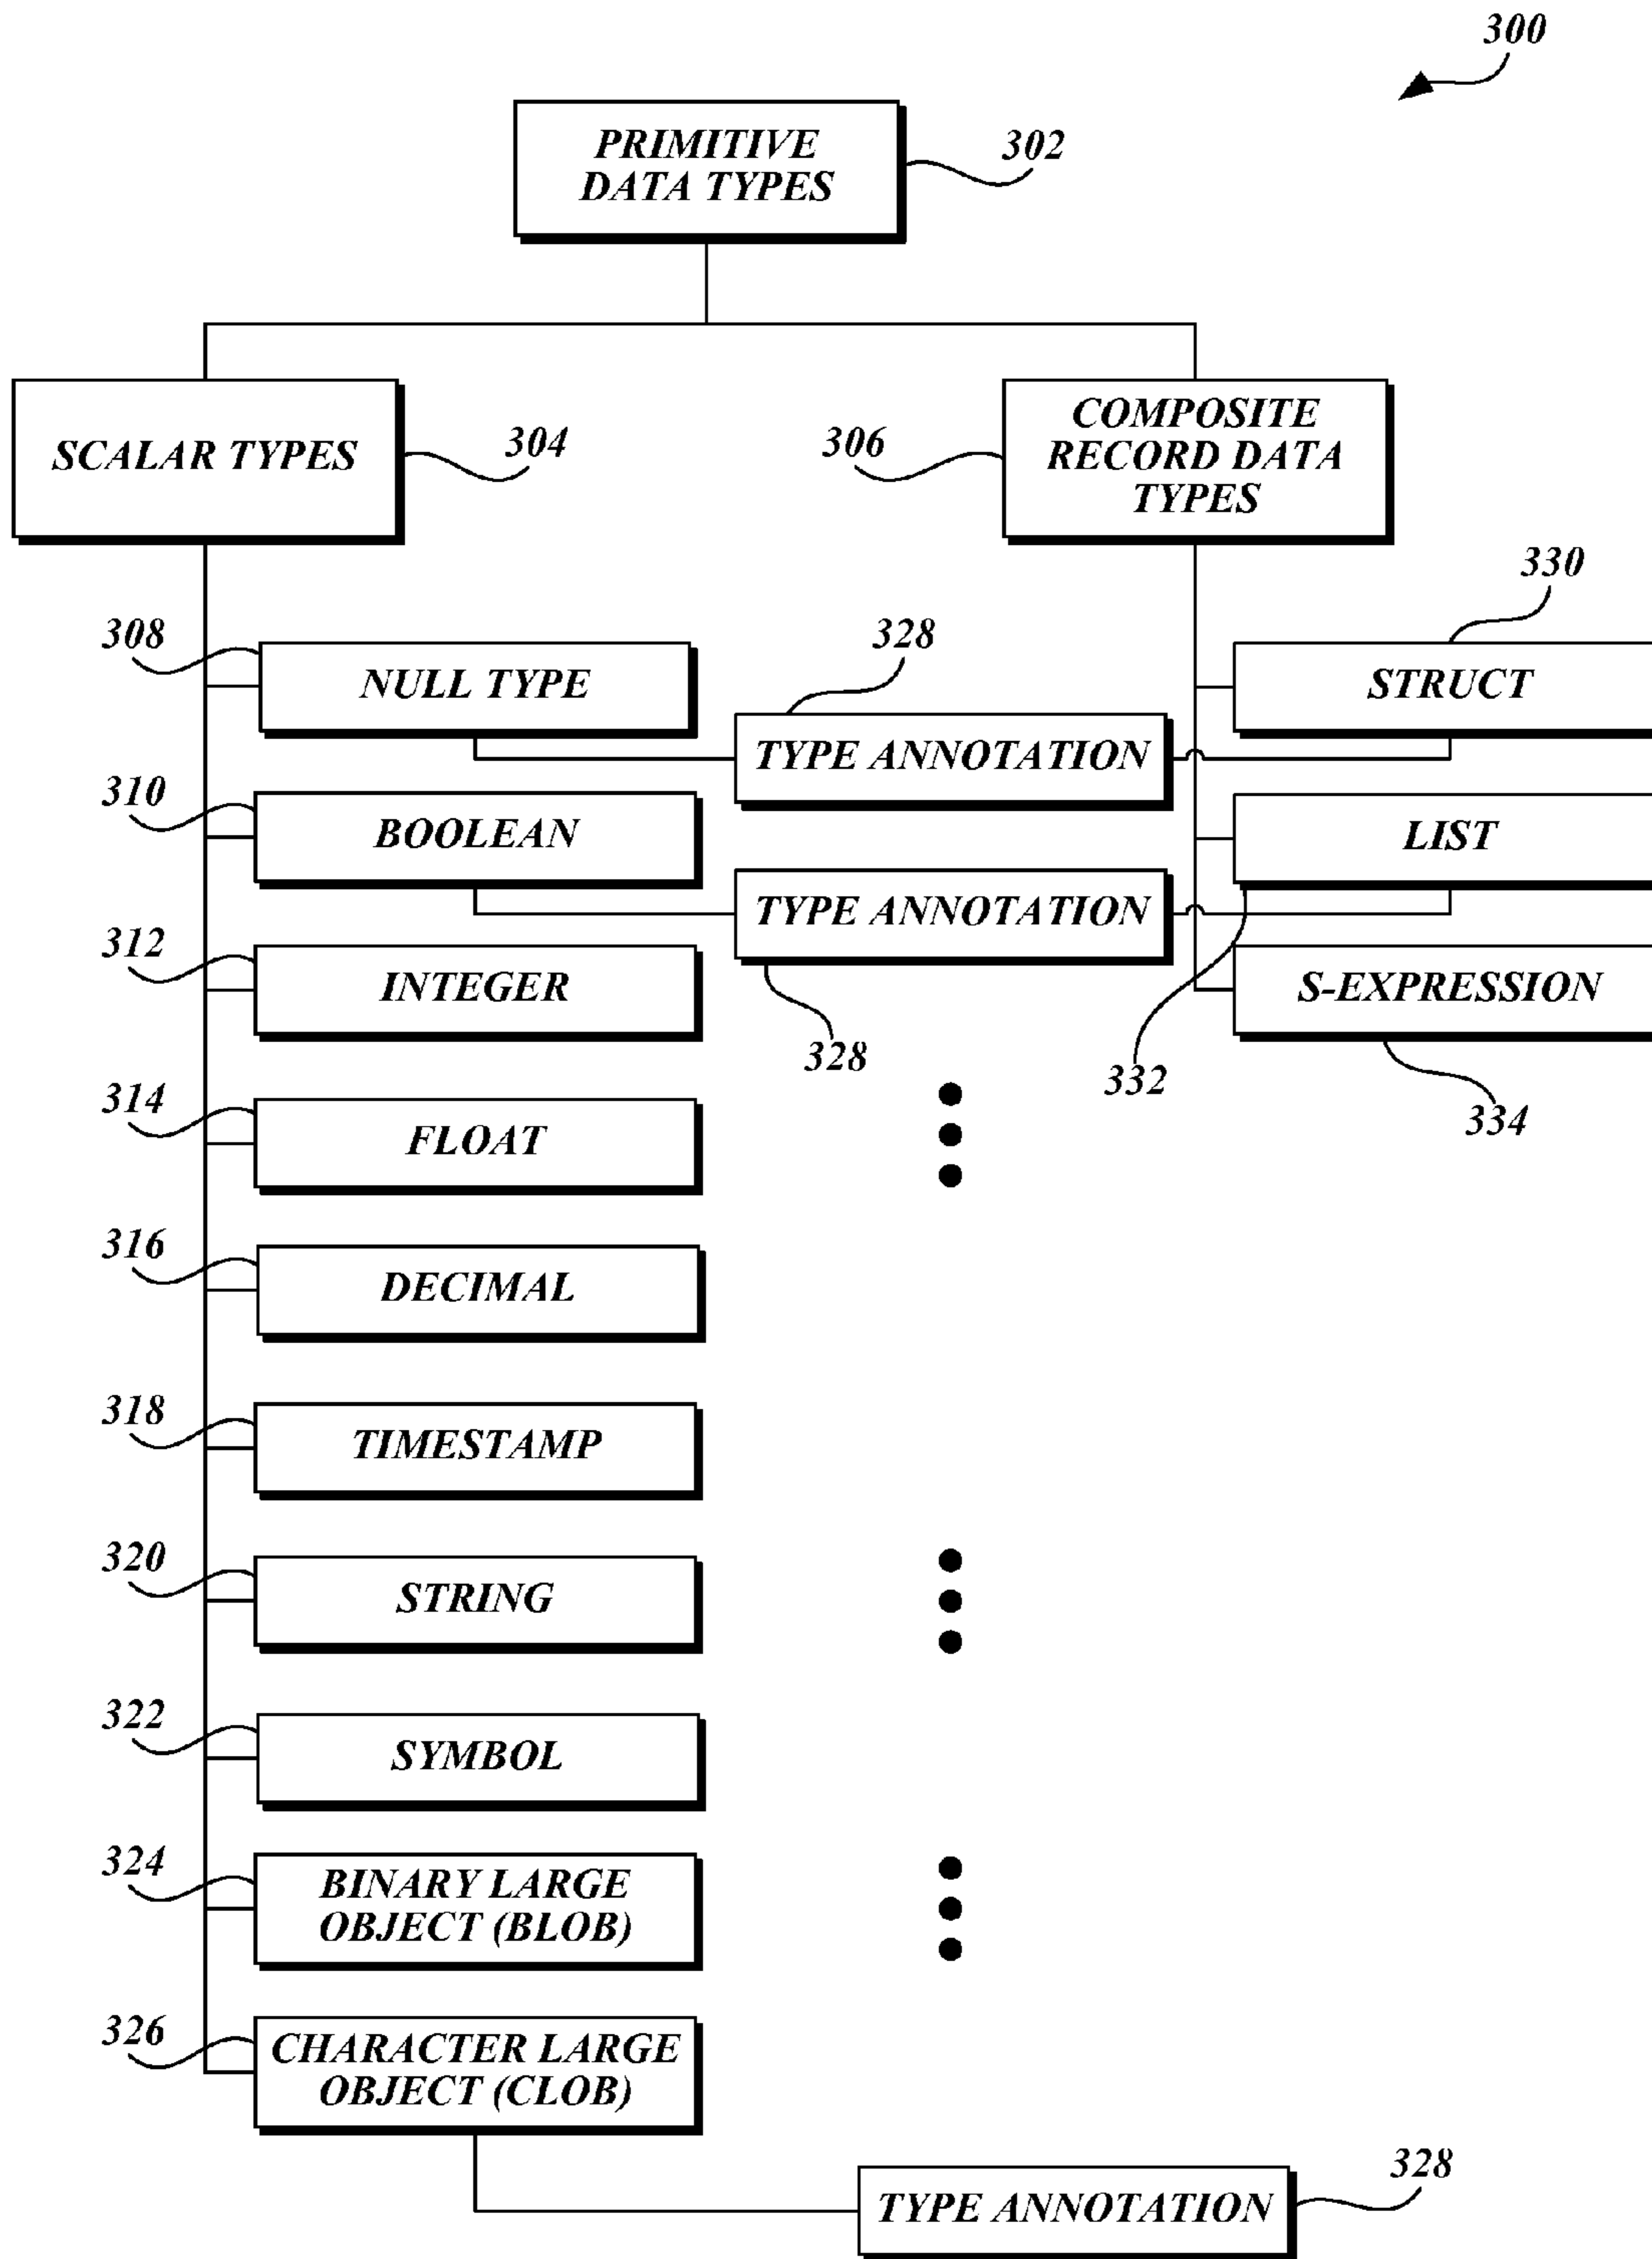 300
PRIMITIVE
DATA TYPES
302
SCALAR TYPES
304
306
COMPOSITE
RECORD DATA
TYPES
330
308
NULL TYPE
328
STRUCT
TYPE ANNOTATION
310
BOOLEAN
LIST
TYPE ANNOTATION
312
INTEGER
S-EXPRESSION
328
332
334
314
FLOAT
316
DECIMAL
318
TIMESTAMP
320
STRING
322
SYMBOL
324
BINARY LARGE
OBJECT (BLOB)
326
CHARACTER LARGE
OBJECT (CLOB)
328
TYPE ANNOTATION